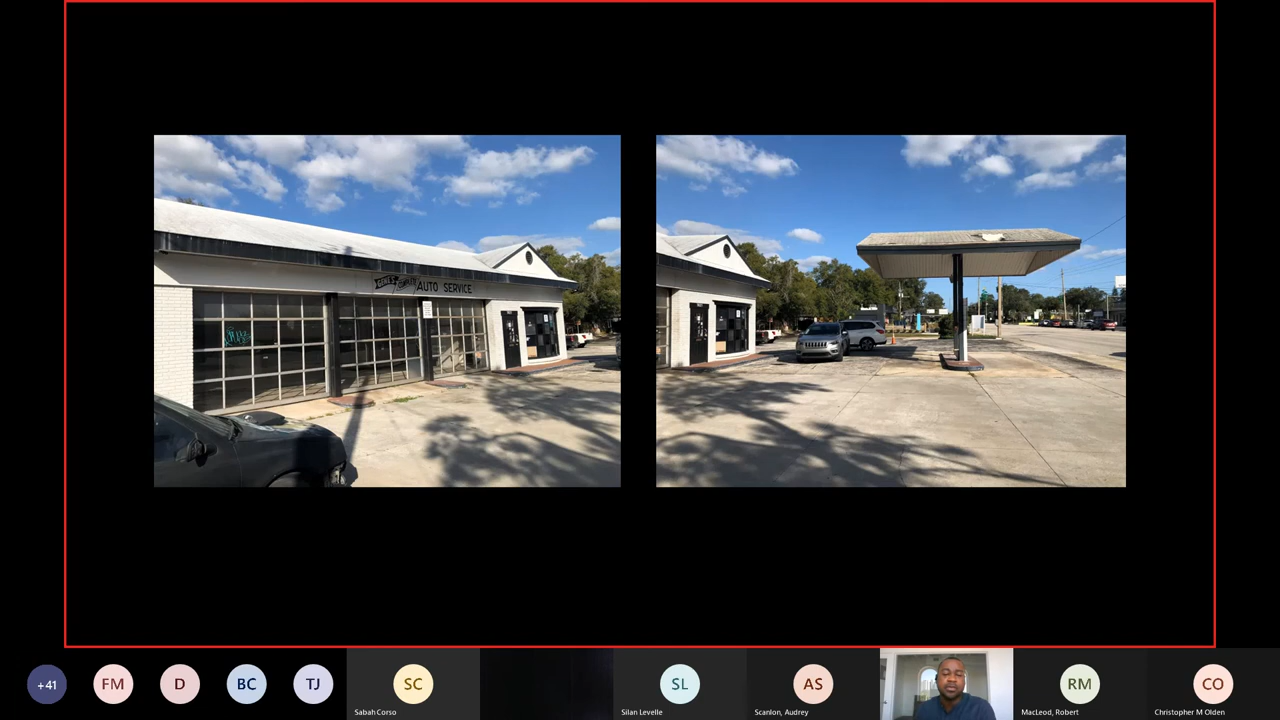 AUTO SERVICE
+41
FM
D
BC
TJ
SC
Sabah Corso
SL
Silan Levelle
AS
Scanlon, Audrey
RM
MacLeod, Robert
CO
Christopher M Olden